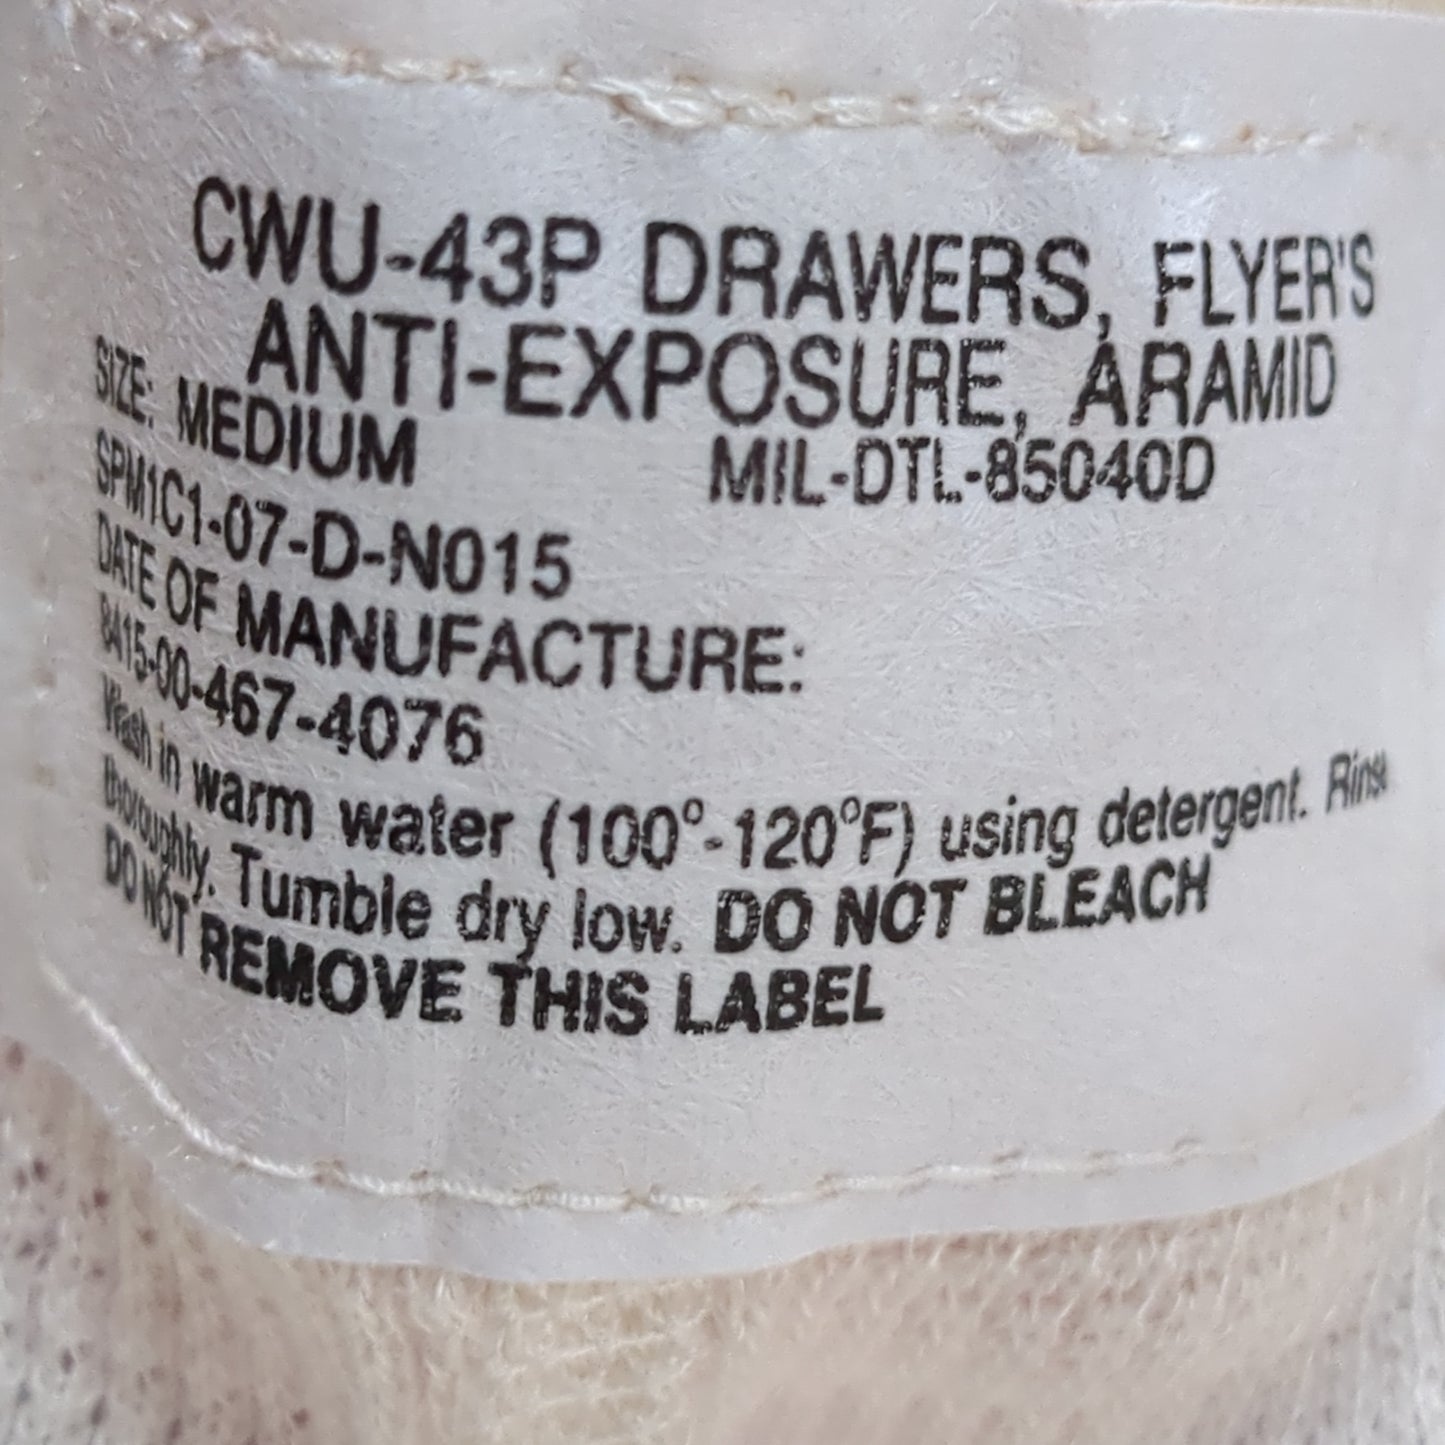 CWU-43P DRAWERS, FLYER'S
ANTI-EXPOSURE, ARAMID
SIZE: MEDIUM MIL-DTL-85040D
SPM1C1-07-D-N015
DATE OF MANUFACTURE:
8415-00-467-4076
Wash in warm water (100°-120°F) using detergent. Rinse
thoroughly. Tumble dry low. DO NOT BLEACH
DO NOT REMOVE THIS LABEL